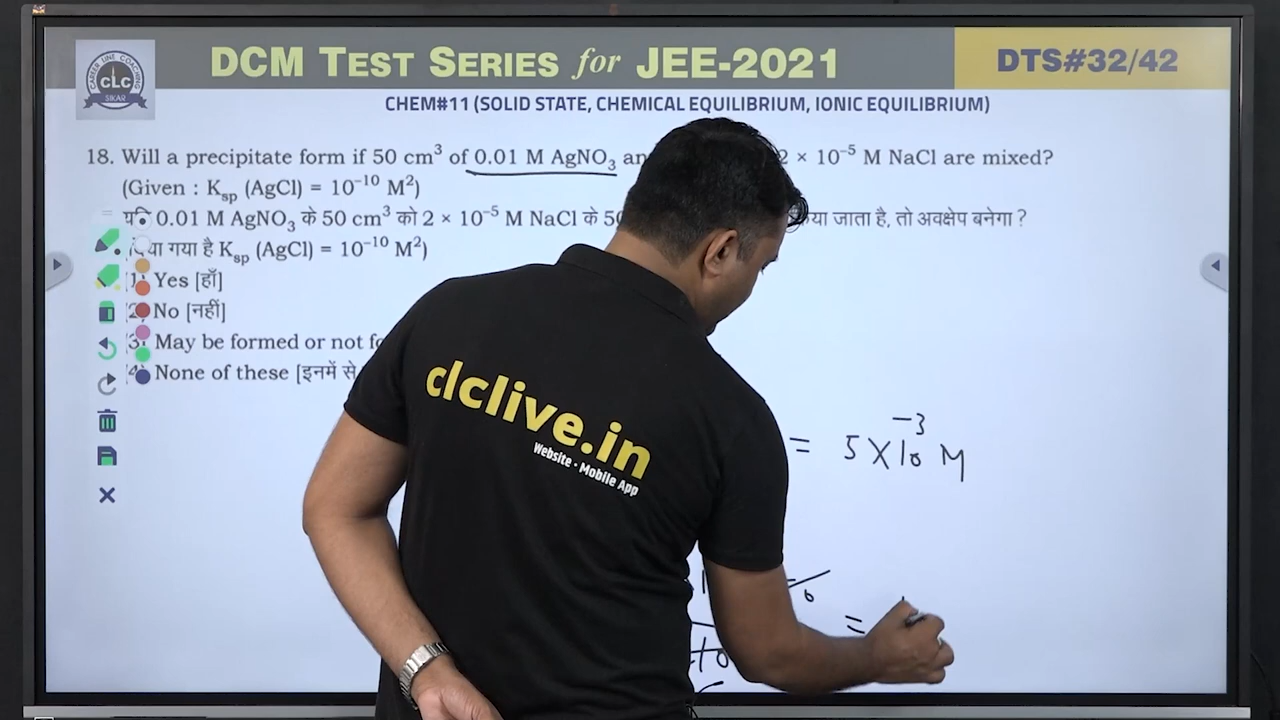 DCM TEST SERIES for JEE-2021
DTS#32/42
CAREER LINE COACHING
CLC
SIKAR
CHEM#11 (SOLID STATE, CHEMICAL EQUILIBRIUM, IONIC EQUILIBRIUM)
18. Will a precipitate form if 50 cm³ of 0.01 M AgNO₃ 2 × 10⁻⁵ M NaCl are mixed?
(Given : Ksp (AgCl) = 10⁻¹⁰ M²)
0.01 M AgNO₃ के 50 cm³ को 2 × 10⁻⁵ M NaCl के जाता है, तो अवक्षेप बनेगा ?
गया है Ksp (AgCl) = 10⁻¹⁰ M²)
Yes [हाँ]
No [नहीं]
May be formed or not
None of these [इनमें से
clclive.in
Website • Mobile App
= 5 × 10⁻³ M
=